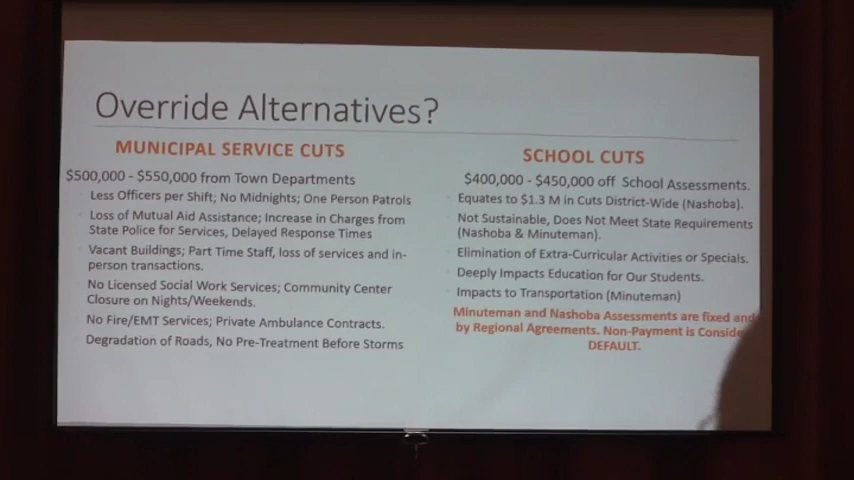 Override Alternatives?
MUNICIPAL SERVICE CUTS
$500,000 - $550,000 from Town Departments
Less Officers per Shift; No Midnights; One Person Patrols
Loss of Mutual Aid Assistance; Increase in Charges from
State Police for Services, Delayed Response Times
Vacant Buildings; Part Time Staff, loss of services and in-
person transactions.
No Licensed Social Work Services; Community Center
Closure on Nights/Weekends.
No Fire/EMT Services; Private Ambulance Contracts.
Degradation of Roads, No Pre-Treatment Before Storms
SCHOOL CUTS
$400,000 - $450,000 off School Assessments.
Equates to $1.3 M in Cuts District-Wide (Nashoba).
Not Sustainable, Does Not Meet State Requirements
(Nashoba & Minuteman).
Elimination of Extra-Curricular Activities or Specials.
Deeply Impacts Education for Our Students.
Impacts to Transportation (Minuteman)
Minuteman and Nashoba Assessments are fixed and
by Regional Agreements. Non-Payment is
DEFAULT.